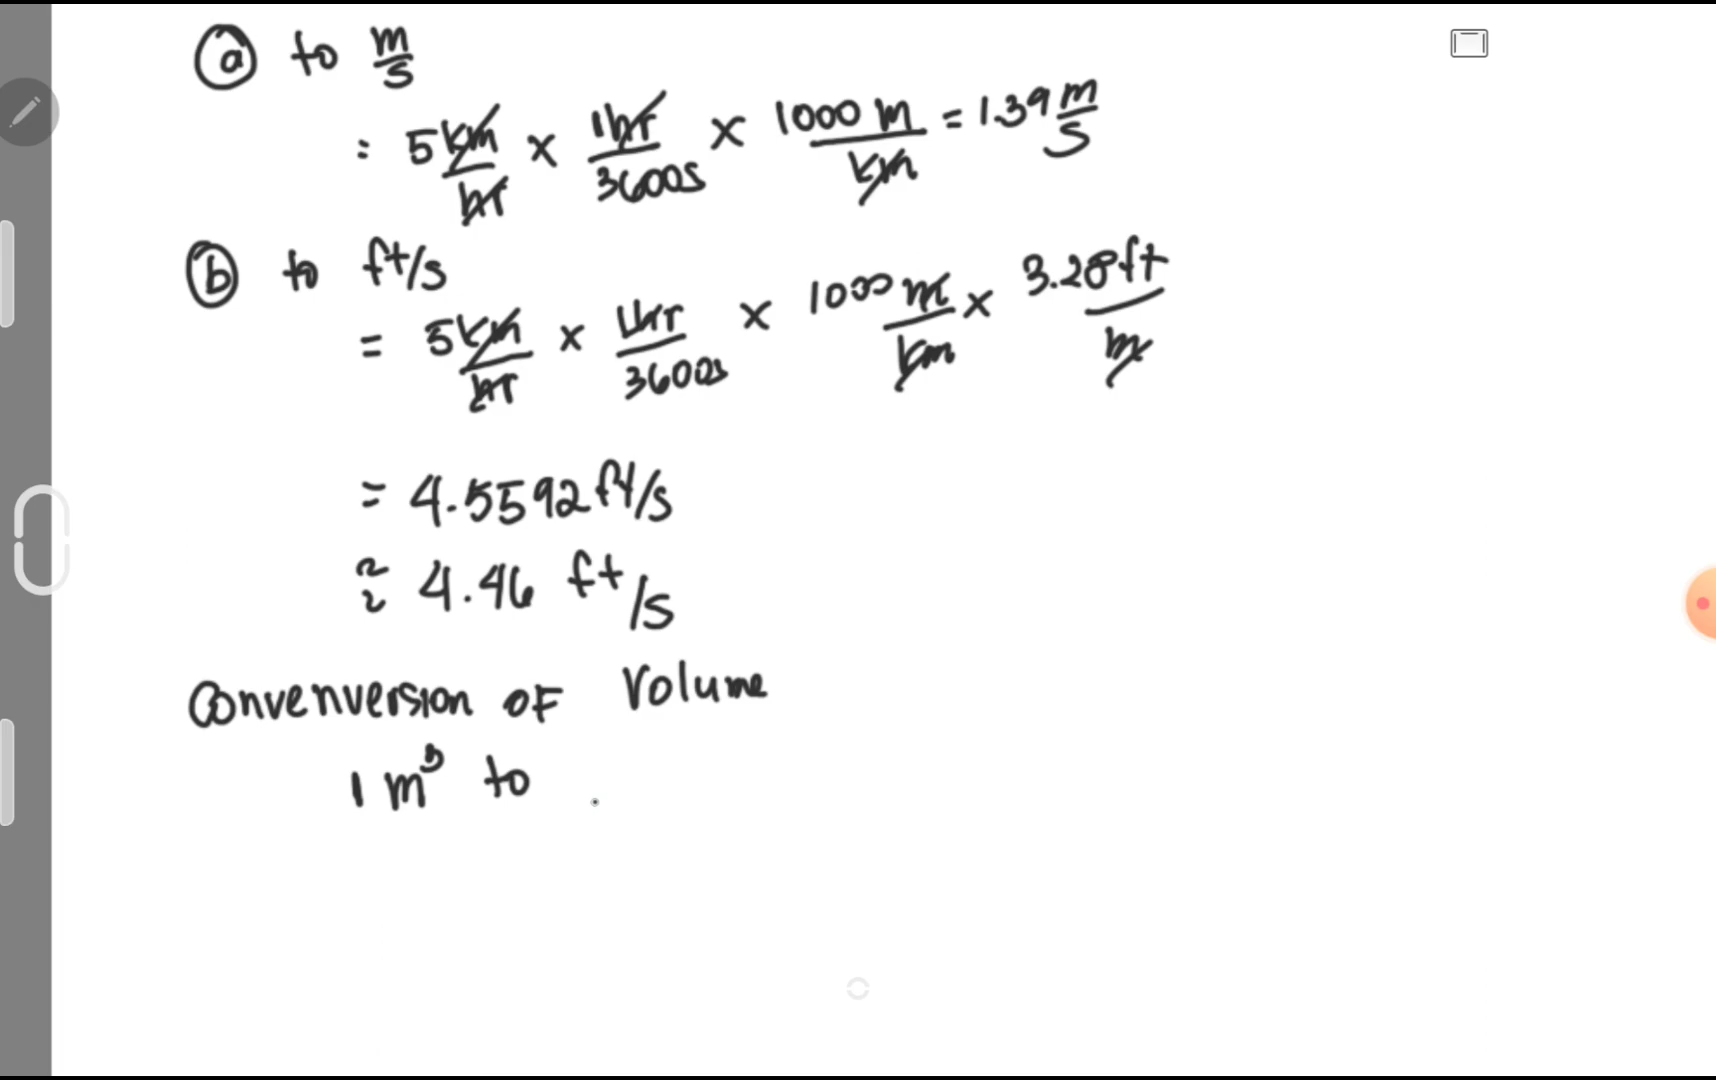 ⓐ to m/s
= 5 km/hr x 1hr/3600s x 1000 m/km = 1.39 m/s
ⓑ to ft/s
= 5 km/hr x 1hr/3600s x 1000 m/km x 3.28 ft/m
= 4.5592 ft/s
≈ 4.46 ft/s
Convenversion OF Volume
1 m³ to